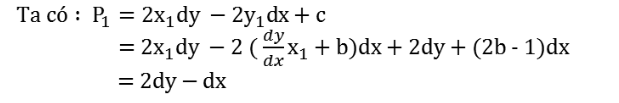 Ta có : P₁ = 2x₁dy − 2y₁dx + c
= 2x₁dy − 2 (dy/dx x₁ + b)dx + 2dy + (2b - 1)dx
= 2dy − dx